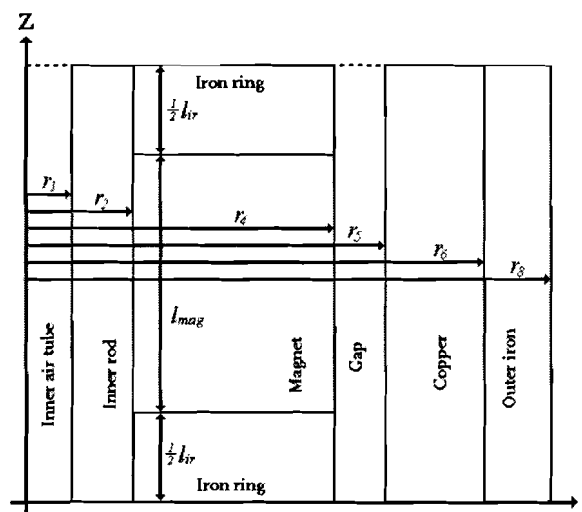 Z
Iron ring
½ l_ir
r₁
r₂
r₄
r₅
r₆
r₈
l_mag
Inner air tube
Inner rod
Magnet
Gap
Copper
Outer iron
½ l_ir
Iron ring